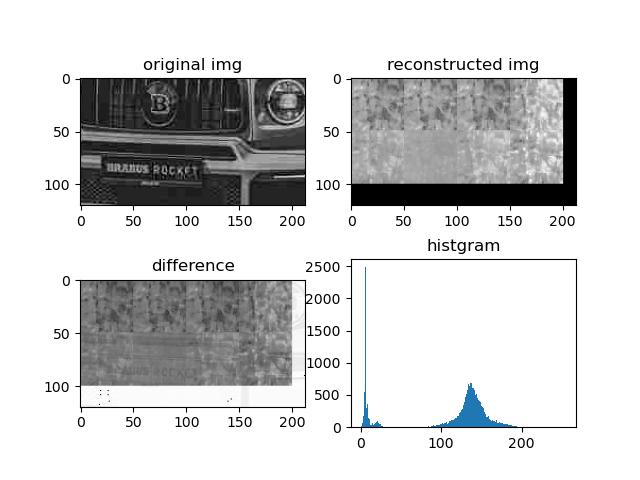 original img
reconstructed img
0
50
100
0 50 100 150 200
B
BRABUS ROCKET
0
50
100
0 50 100 150 200
difference
0
50
100
0 50 100 150 200
histgram
2500
2000
1500
1000
500
0
0 100 200